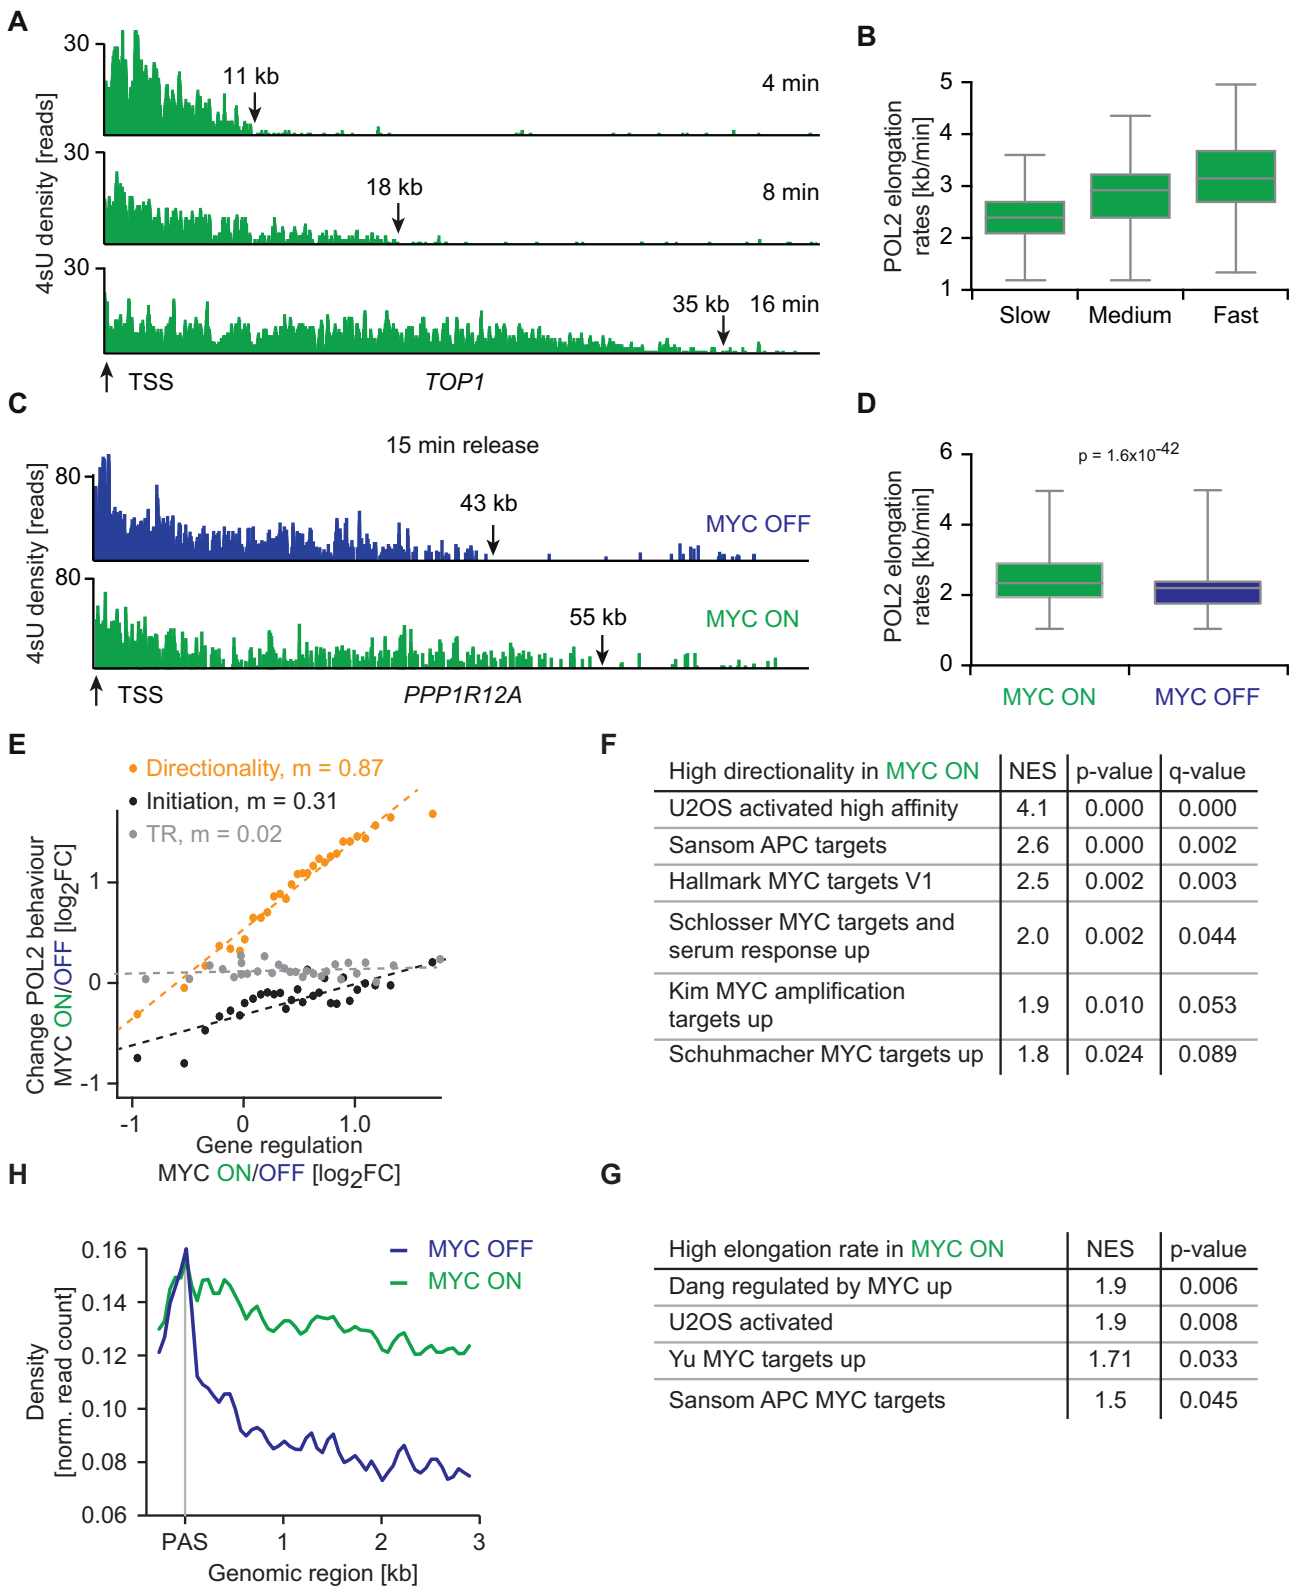 A
30
11 kb
4 min
30
18 kb
8 min
30
35 kb
16 min
4sU density [reads]
TSS
TOP1
B
5
4
3
2
1
POL2 elongation
rates [kb/min]
Slow
Medium
Fast
C
15 min release
80
43 kb
MYC OFF
80
55 kb
MYC ON
4sU density [reads]
TSS
PPP1R12A
D
6
4
2
0
p = 1.6x10-42
POL2 elongation
rates [kb/min]
MYC ON
MYC OFF
E
Directionality, m = 0.87
Initiation, m = 0.31
TR, m = 0.02
1
0
-1
Change POL2 behaviour
MYC ON/OFF [log2FC]
-1
0
1.0
Gene regulation
MYC ON/OFF [log2FC]
F
High directionality in MYC ON NES p-value q-value
U2OS activated high affinity 4.1 0.000 0.000
Sansom APC targets 2.6 0.000 0.002
Hallmark MYC targets V1 2.5 0.002 0.003
Schlosser MYC targets and
serum response up 2.0 0.002 0.044
Kim MYC amplification
targets up 1.9 0.010 0.053
Schuhmacher MYC targets up 1.8 0.024 0.089
H
MYC OFF
MYC ON
0.16
0.14
0.12
0.10
0.08
0.06
Density
[norm. read count]
PAS
1
2
3
Genomic region [kb]
G
High elongation rate in MYC ON NES p-value
Dang regulated by MYC up 1.9 0.006
U2OS activated 1.9 0.008
Yu MYC targets up 1.71 0.033
Sansom APC MYC targets 1.5 0.045